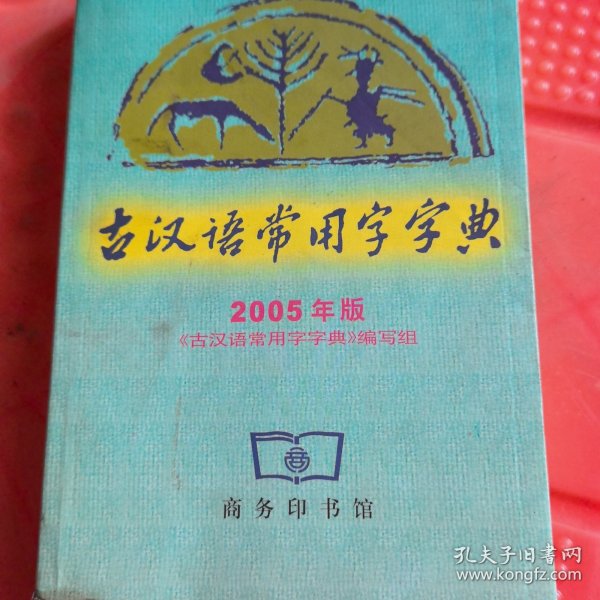 古汉语常用字字典
2005年版
《古汉语常用字字典》编写组
商务印书馆
孔夫子旧书网
www.kongfz.com